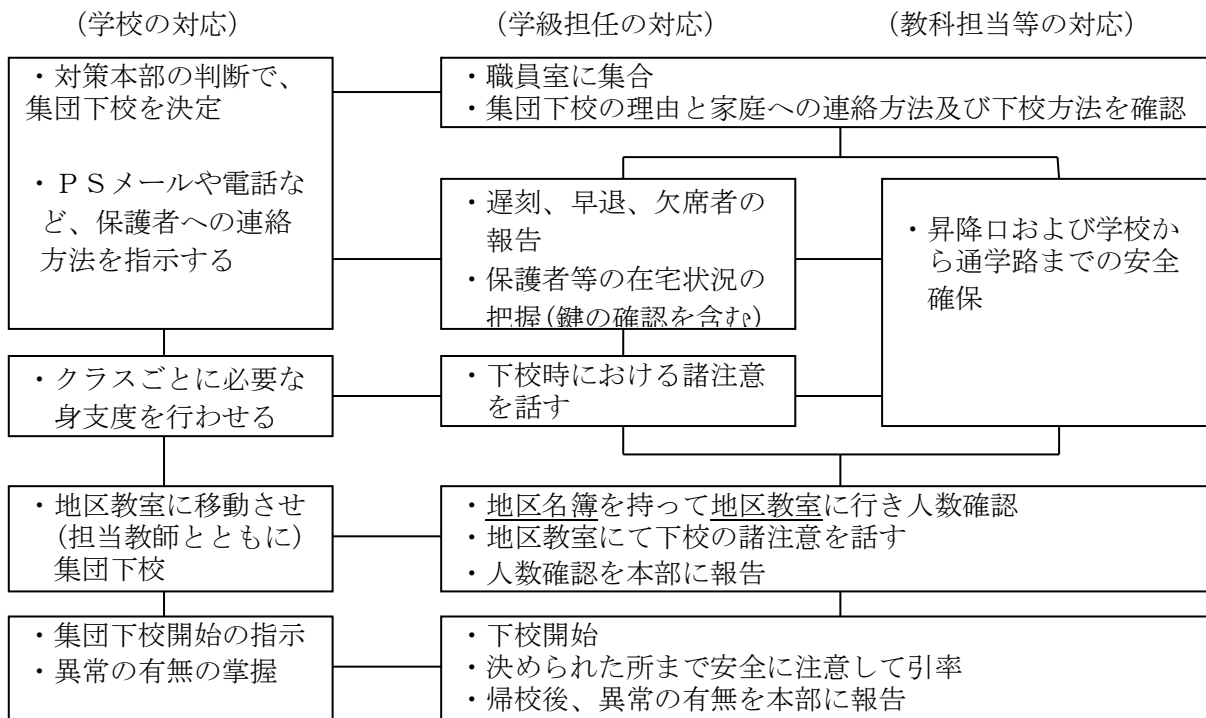 (学校の対応)
(学級担任の対応)
(教科担当等の対応)
・対策本部の判断で、
集団下校を決定
・PSメールや電話な
ど、保護者への連絡
方法を指示する
・職員室に集合
・集団下校の理由と家庭への連絡方法及び下校方法を確認
・遅刻、早退、欠席者の
報告
・保護者等の在宅状況の
把握(鍵の確認を含む)
・昇降口および学校か
ら通学路までの安全
確保
・クラスごとに必要な
身支度を行わせる
・下校時における諸注意
を話す
・地区教室に移動させ
(担当教師とともに)
集団下校
・地区名簿を持って地区教室に行き人数確認
・地区教室にて下校の諸注意を話す
・人数確認を本部に報告
・集団下校開始の指示
・異常の有無の掌握
・下校開始
・決められた所まで安全に注意して引率
・帰校後、異常の有無を本部に報告